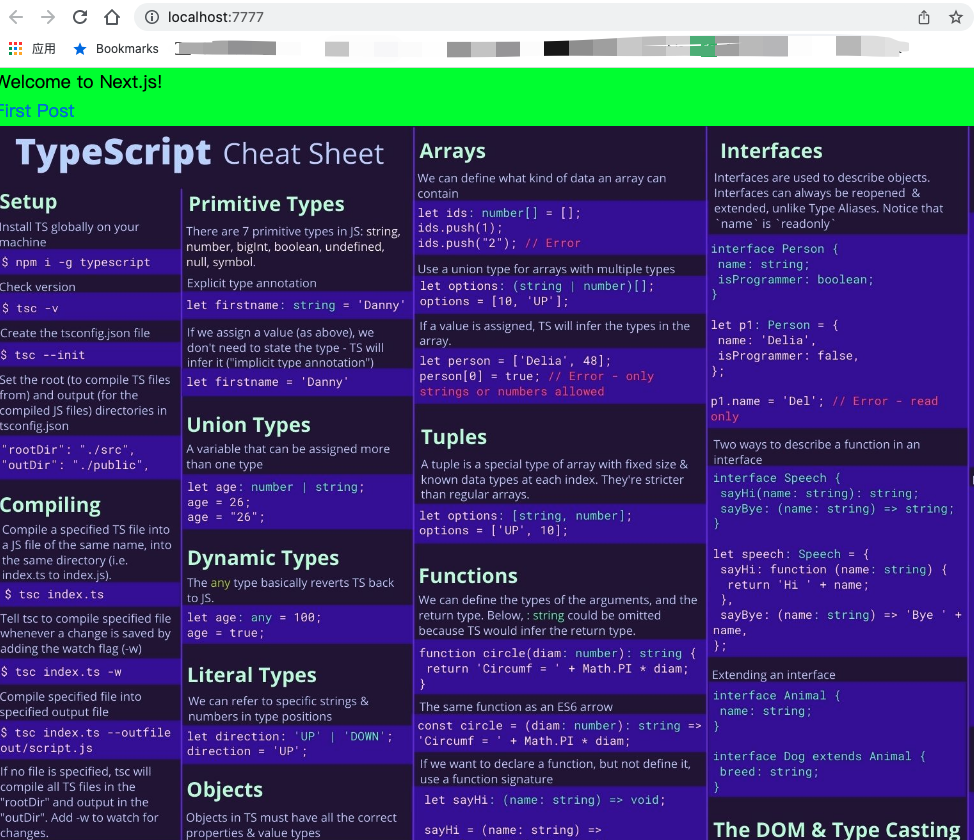 localhost:7777
应用
Bookmarks
Welcome to Next.js!
First Post
TypeScript Cheat Sheet
Setup
Install TS globally on your
machine
$ npm i -g typescript
Check version
$ tsc -v
Create the tsconfig.json file
$ tsc --init
Set the root (to compile TS files
from) and output (for the
compiled JS files) directories in
tsconfig.json
"rootDir": "./src",
"outDir": "./public",
Compiling
Compile a specified TS file into
a JS file of the same name, into
the same directory (i.e.
index.ts to index.js).
$ tsc index.ts
Tell tsc to compile specified file
whenever a change is saved by
adding the watch flag (-w)
$ tsc index.ts -w
Compile specified file into
specified output file
$ tsc index.ts --outfile
out/script.js
If no file is specified, tsc will
compile all TS files in the
"rootDir" and output in the
"outDir". Add -w to watch for
changes.
Primitive Types
There are 7 primitive types in JS: string,
number, bigInt, boolean, undefined,
null, symbol.
Explicit type annotation
let firstname: string = 'Danny'
If we assign a value (as above), we
don't need to state the type - TS will
infer it ("implicit type annotation")
let firstname = 'Danny'
Union Types
A variable that can be assigned more
than one type
let age: number | string;
age = 26;
age = "26";
Dynamic Types
The any type basically reverts TS back
to JS.
let age: any = 100;
age = true;
Literal Types
We can refer to specific strings &
numbers in type positions
let direction: 'UP' | 'DOWN';
direction = 'UP';
Objects
Objects in TS must have all the correct
properties & value types
Arrays
We can define what kind of data an array can
contain
let ids: number[] = [];
ids.push(1);
ids.push("2"); // Error
Use a union type for arrays with multiple types
let options: (string | number)[];
options = [10, 'UP'];
If a value is assigned, TS will infer the types in the
array.
let person = ['Delia', 48];
person[0] = true; // Error - only
strings or numbers allowed
Tuples
A tuple is a special type of array with fixed size &
known data types at each index. They're stricter
than regular arrays.
let options: [string, number];
options = ['UP', 10];
Functions
We can define the types of the arguments, and the
return type. Below, : string could be omitted
because TS would infer the return type.
function circle(diam: number): string {
return 'Circumf = ' + Math.PI * diam;
}
The same function as an ES6 arrow
const circle = (diam: number): string =>
'Circumf = ' + Math.PI * diam;
If we want to declare a function, but not define it,
use a function signature
let sayHi: (name: string) => void;
sayHi = (name: string) =>
Interfaces
Interfaces are used to describe objects.
Interfaces can always be reopened &
extended, unlike Type Aliases. Notice that
`name` is `readonly`
interface Person {
name: string;
isProgrammer: boolean;
}
let p1: Person = {
name: 'Delia',
isProgrammer: false,
};
p1.name = 'Del'; // Error - read
only
Two ways to describe a function in an
interface
interface Speech {
sayHi(name: string): string;
sayBye: (name: string) => string;
}
let speech: Speech = {
sayHi: function (name: string) {
return 'Hi ' + name;
},
sayBye: (name: string) => 'Bye ' +
name,
};
Extending an interface
interface Animal {
name: string;
}
interface Dog extends Animal {
breed: string;
}
The DOM & Type Casting